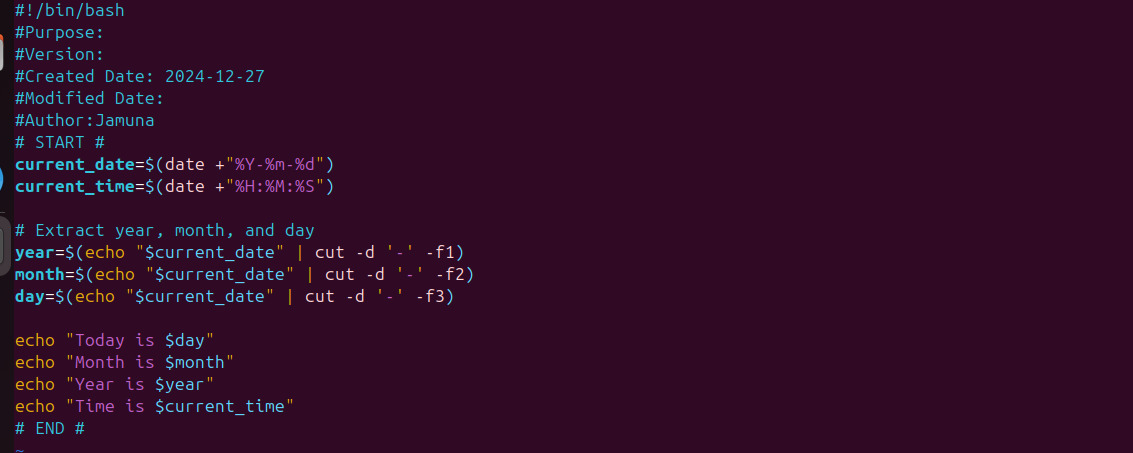 #!/bin/bash
#Purpose:
#Version:
#Created Date: 2024-12-27
#Modified Date:
#Author:Jamuna
# START #
current_date=$(date +"%Y-%m-%d")
current_time=$(date +"%H:%M:%S")

# Extract year, month, and day
year=$(echo "$current_date" | cut -d '-' -f1)
month=$(echo "$current_date" | cut -d '-' -f2)
day=$(echo "$current_date" | cut -d '-' -f3)

echo "Today is $day"
echo "Month is $month"
echo "Year is $year"
echo "Time is $current_time"
# END #
~